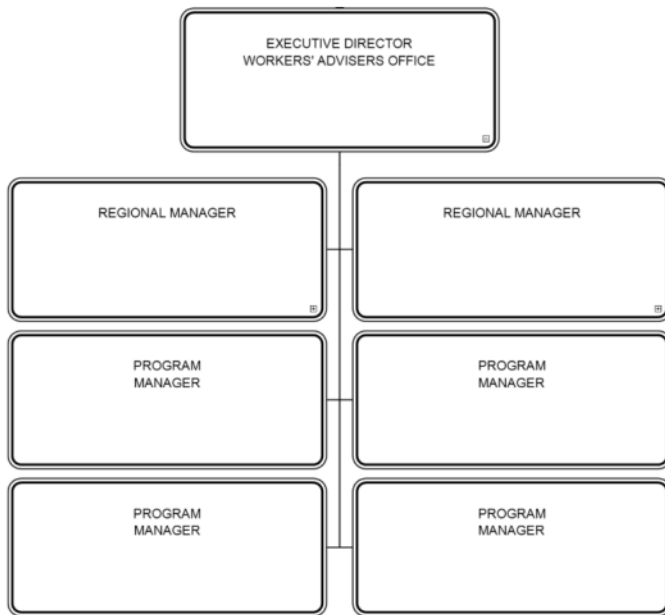 EXECUTIVE DIRECTOR
WORKERS' ADVISERS OFFICE
REGIONAL MANAGER
REGIONAL MANAGER
PROGRAM
MANAGER
PROGRAM
MANAGER
PROGRAM
MANAGER
PROGRAM
MANAGER